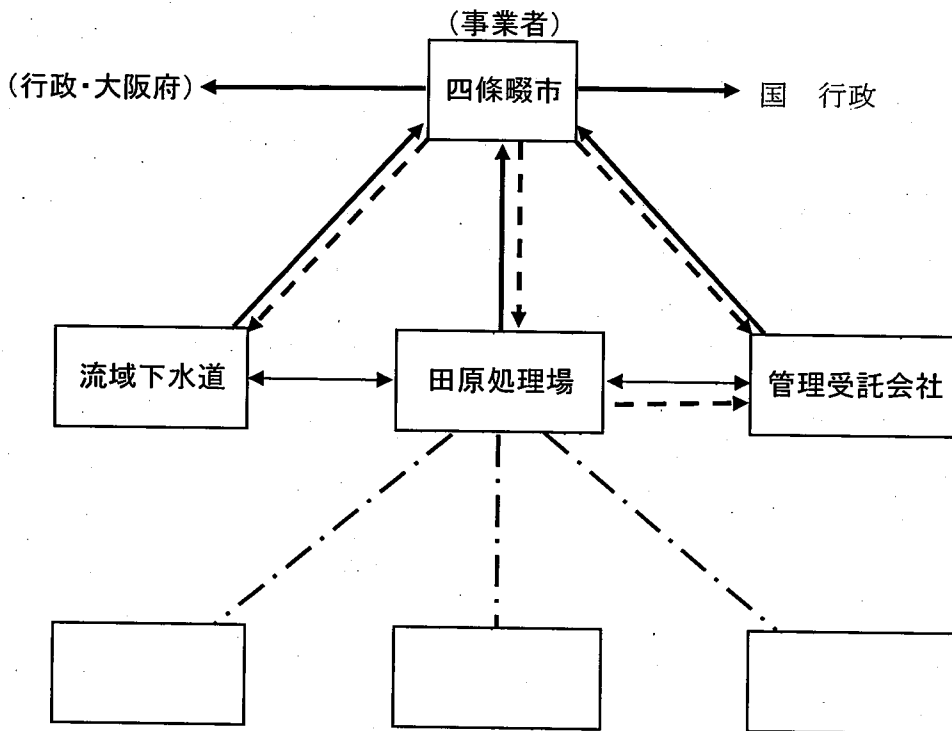 (事業者)
(行政・大阪府)
四條畷市
国 行政
流域下水道
田原処理場
管理受託会社